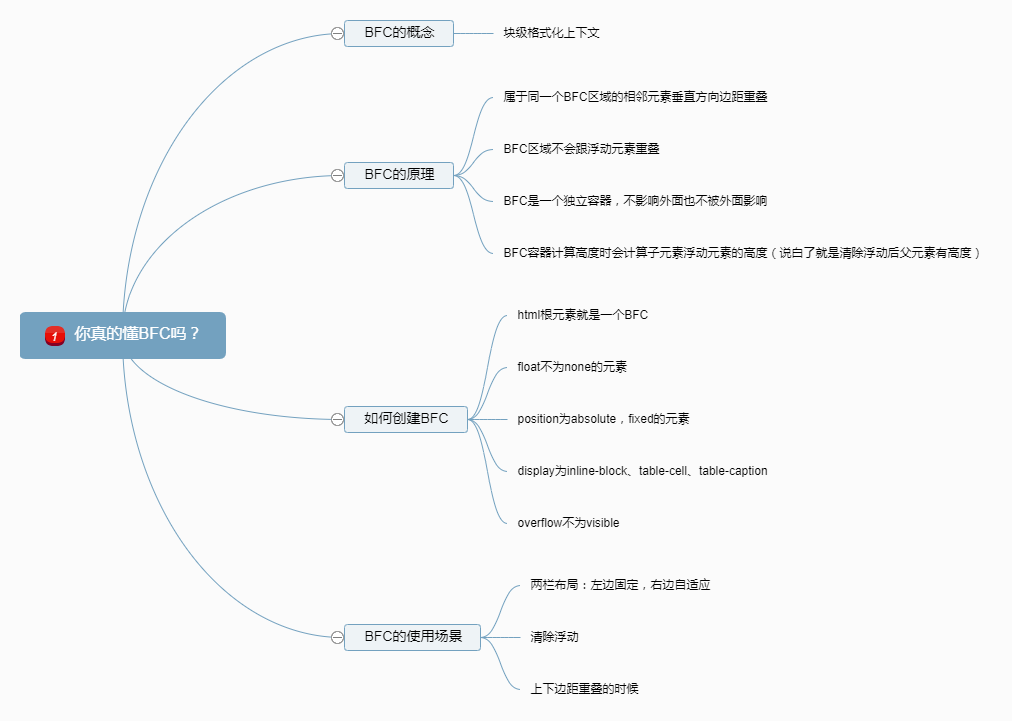 BFC的概念
块级格式化上下文
属于同一个BFC区域的相邻元素垂直方向边距重叠
BFC区域不会跟浮动元素重叠
BFC的原理
BFC是一个独立容器，不影响外面也不被外面影响
BFC容器计算高度时会计算子元素浮动元素的高度（说白了就是清除浮动后父元素有高度）
html根元素就是一个BFC
1 你真的懂BFC吗？
float不为none的元素
如何创建BFC
position为absolute，fixed的元素
display为inline-block、table-cell、table-caption
overflow不为visible
两栏布局：左边固定，右边自适应
BFC的使用场景
清除浮动
上下边距重叠的时候